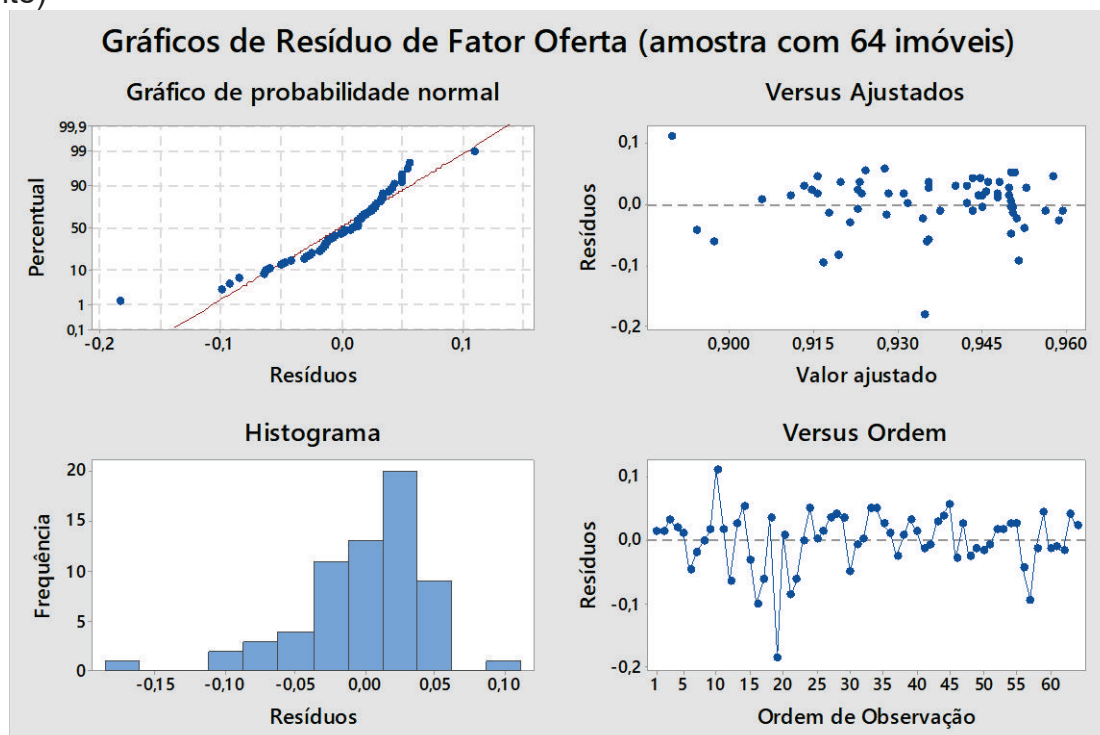 Gráficos de Resíduo de Fator Oferta (amostra com 64 imóveis)
Gráfico de probabilidade normal
99,9
99
90
50
10
1
0,1
Percentual
-0,2 -0,1 0,0 0,1
Resíduos
Versus Ajustados
0,1
0,0
-0,1
-0,2
Resíduos
0,900 0,915 0,930 0,945 0,960
Valor ajustado
Histograma
20
15
10
5
0
Frequência
-0,15 -0,10 -0,05 0,00 0,05 0,10
Resíduos
Versus Ordem
0,1
0,0
-0,1
-0,2
Resíduos
1 5 10 15 20 25 30 35 40 45 50 55 60
Ordem de Observação